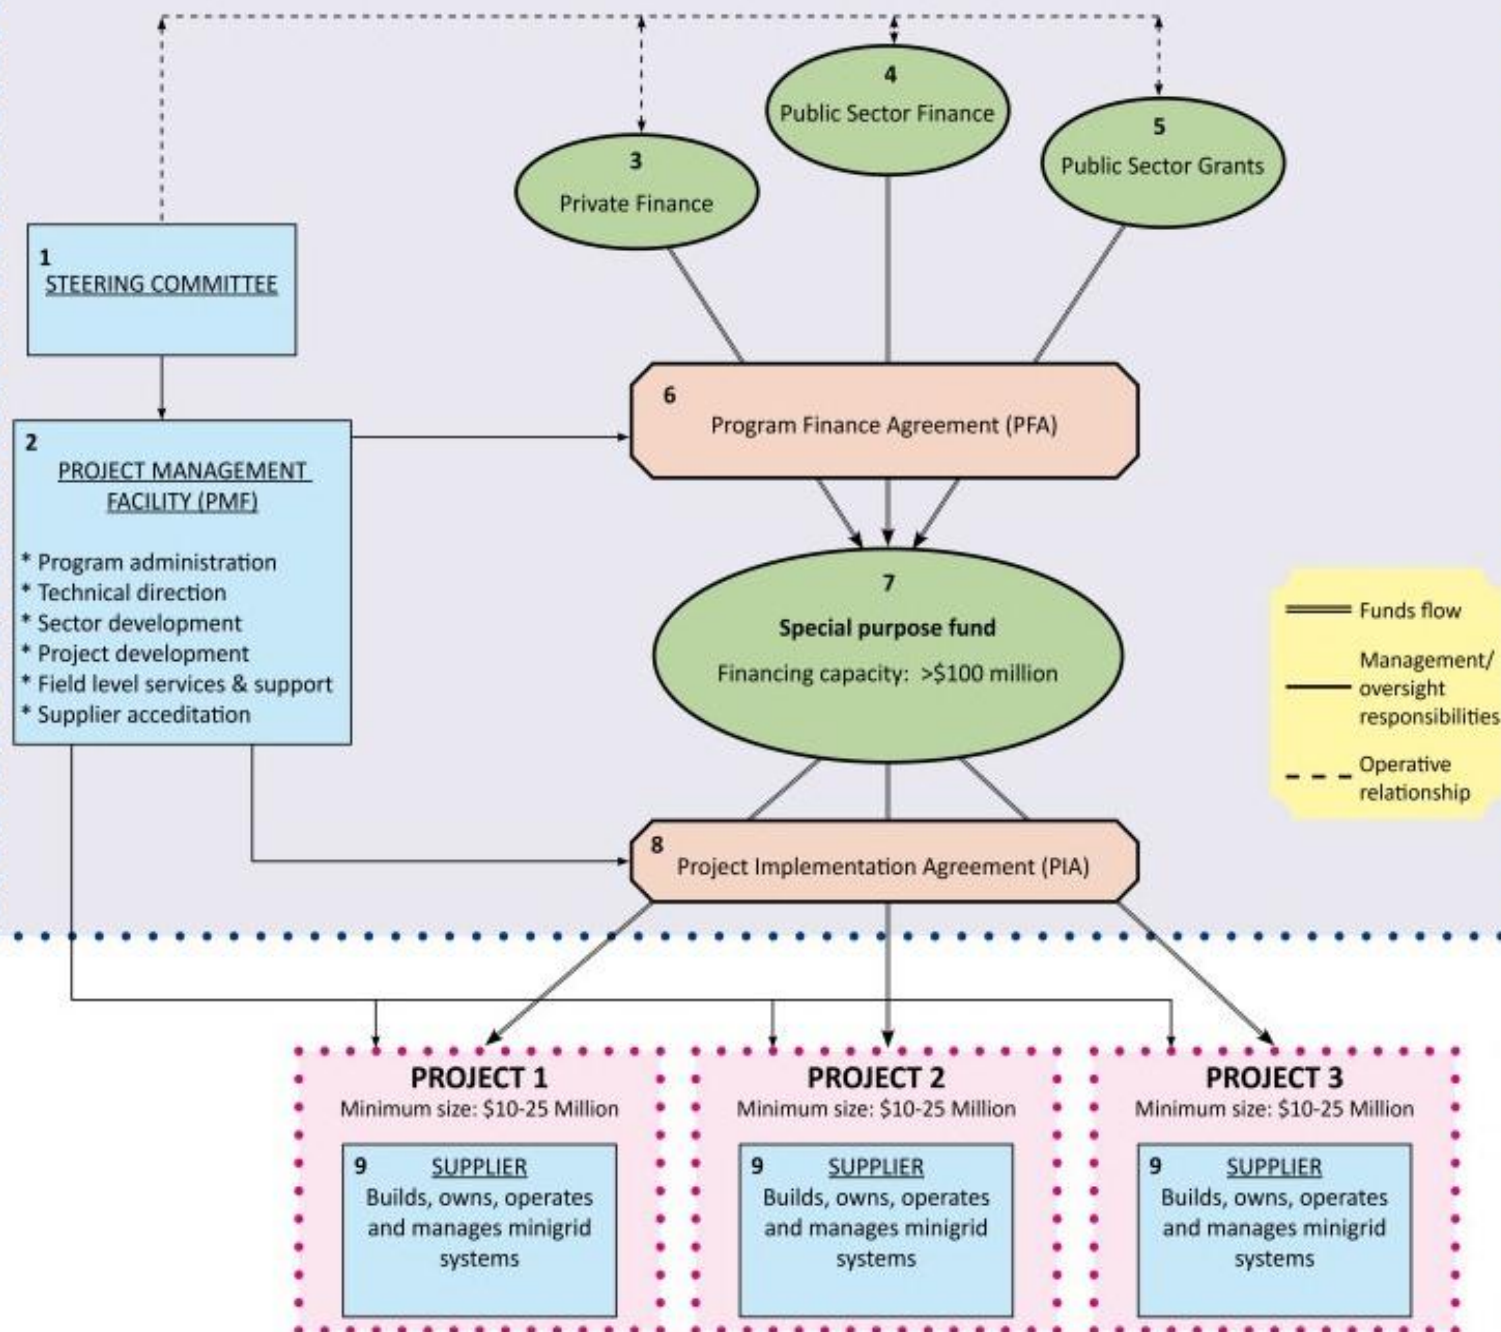 4
Public Sector Finance
5
Public Sector Grants
3
Private Finance
1
STEERING COMMITTEE
6
Program Finance Agreement (PFA)
2
PROJECT MANAGEMENT
FACILITY (PMF)
* Program administration
* Technical direction
* Sector development
* Project development
* Field level services & support
* Supplier acceditation
7
Special purpose fund
Financing capacity: >$100 million
Funds flow
Management/
oversight
responsibilities
Operative
relationship
8
Project Implementation Agreement (PIA)
PROJECT 1
Minimum size: $10-25 Million
9 SUPPLIER
Builds, owns, operates
and manages minigrid
systems
PROJECT 2
Minimum size: $10-25 Million
9 SUPPLIER
Builds, owns, operates
and manages minigrid
systems
PROJECT 3
Minimum size: $10-25 Million
9 SUPPLIER
Builds, owns, operates
and manages minigrid
systems